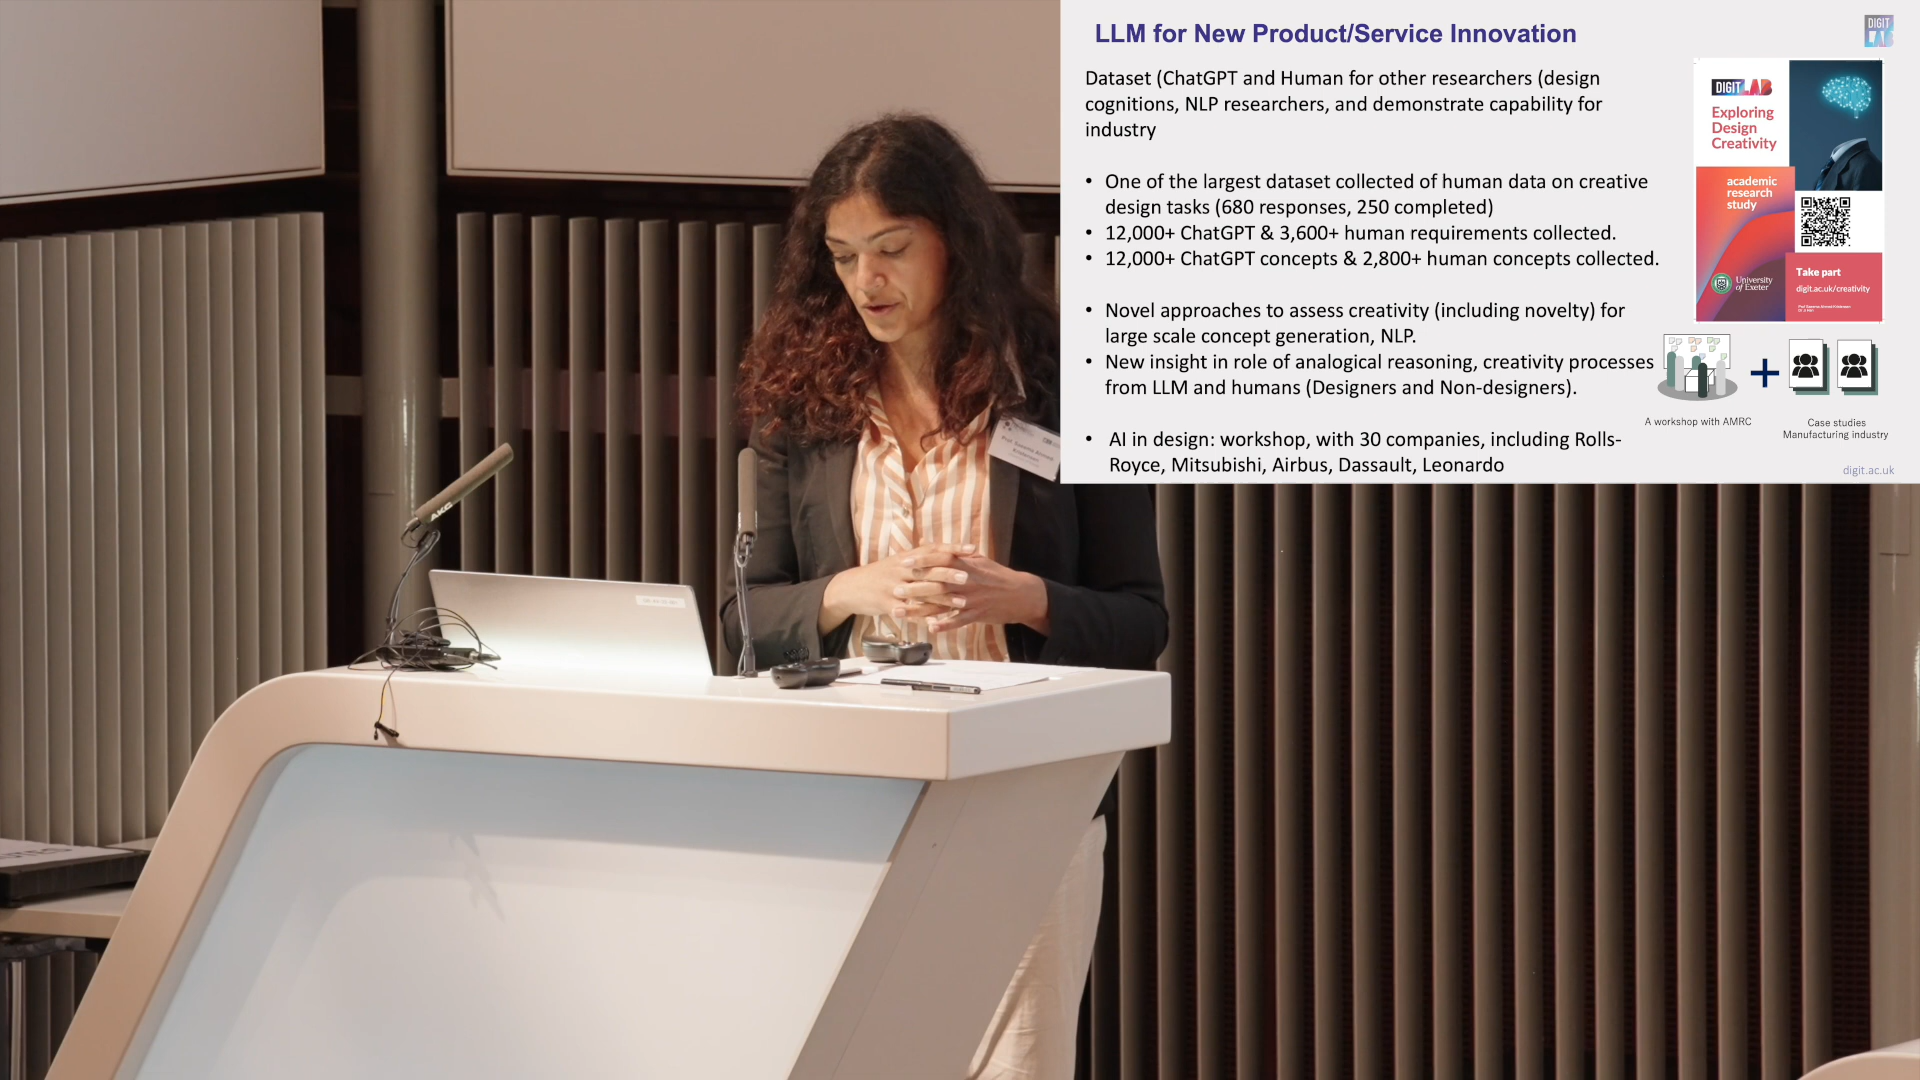 LLM for New Product/Service Innovation
DIGIT
LAB
Dataset (ChatGPT and Human for other researchers (design
cognitions, NLP researchers, and demonstrate capability for
industry
• One of the largest dataset collected of human data on creative
design tasks (680 responses, 250 completed)
• 12,000+ ChatGPT & 3,600+ human requirements collected.
• 12,000+ ChatGPT concepts & 2,800+ human concepts collected.
• Novel approaches to assess creativity (including novelty) for
large scale concept generation, NLP.
• New insight in role of analogical reasoning, creativity processes
from LLM and humans (Designers and Non-designers).
• AI in design: workshop, with 30 companies, including Rolls-
Royce, Mitsubishi, Airbus, Dassault, Leonardo
DIGIT LAB
Exploring
Design
Creativity
academic
research
study
University
of Exeter
Take part
digit.ac.uk/creativity
A workshop with AMRC
Case studies
Manufacturing industry
digit.ac.uk
AKG